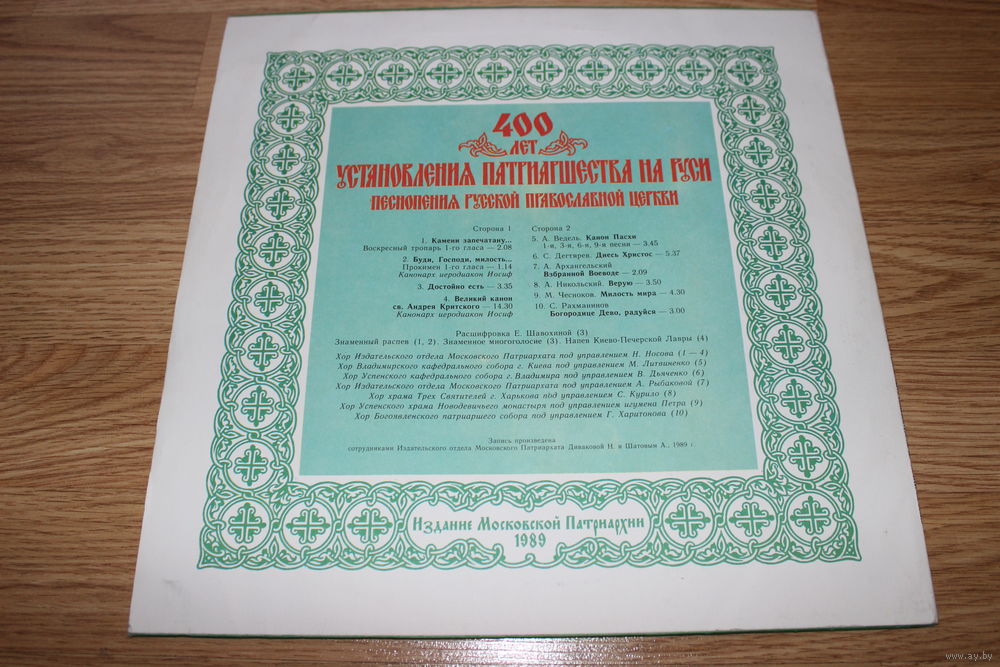 400
ЛЕТ
УСТАНОВЛЕНИЯ ПАТРИАРШЕСТВА НА РУСИ
ПЕСНОПЕНИЯ РУССКОЙ ПРАВОСЛАВНОЙ ЦЕРКВИ
Сторона 1
1. Камени запечатану...
Воскресный тропарь 1-го гласа — 2.08
2. Буди, Господи, милость...
Прокимен 1-го гласа — 1.14
Канонарх иеродиакон Иосиф
3. Достойно есть — 3.35
4. Великий канон
св. Андрея Критского — 14.30
Канонарх иеродиакон Иосиф
Сторона 2
5. А. Ведель. Канон Пасхи
1-я, 3-я, 6-я, 9-я песни — 3.45
6. С. Дегтярев. Днесь Христос — 5.37
7. А. Архангельский
Взбранной Воеводе — 2.09
8. А. Никольский. Верую — 3.50
9. М. Чесноков. Милость мира — 4.30
10. С. Рахманинов
Богородице Дево, радуйся — 3.00
Расшифровка Е. Шавохиной (3)
Знаменный распев (1, 2). Знаменное многоголосие (3). Напев Киево-Печерской Лавры (4)
Хор Издательского отдела Московского Патриархата под управлением Н. Носова (1 — 4)
Хор Владимирского кафедрального собора г. Киева под управлением М. Литвиненко (5)
Хор Успенского кафедрального собора г. Владимира под управлением В. Дьяченко (6)
Хор Издательского отдела Московского Патриархата под управлением А. Рыбаковой (7)
Хор храма Трех Святителей г. Харькова под управлением С. Курило (8)
Хор Успенского храма Новодевичьего монастыря под управлением игумена Петра (9)
Хор Богоявленского патриаршего собора под управлением Г. Харитонова (10)
Запись произведена
сотрудниками Издательского отдела Московского Патриархата Диваковой Н. и Шатовым А., 1989 г.
Издание Московской Патриархии
1989
www.ay.by